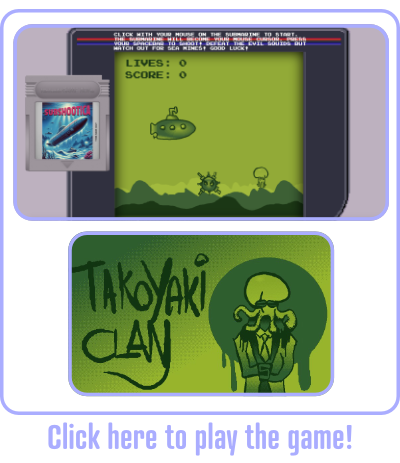 CLICK WITH YOUR MOUSE ON THE SUBMARINE TO START.
THE SUBMARINE WILL BECOME YOUR MOUSE CURSOR. PRESS
YOUR SPACEBAR TO SHOOT! DEFEAT THE EVIL SQUIDS BUT
WATCH OUT FOR SEA MINES! GOOD LUCK!
LIVES: 0
SCORE: 0
TAKOYAKI
CLAN
Click here to play the game!